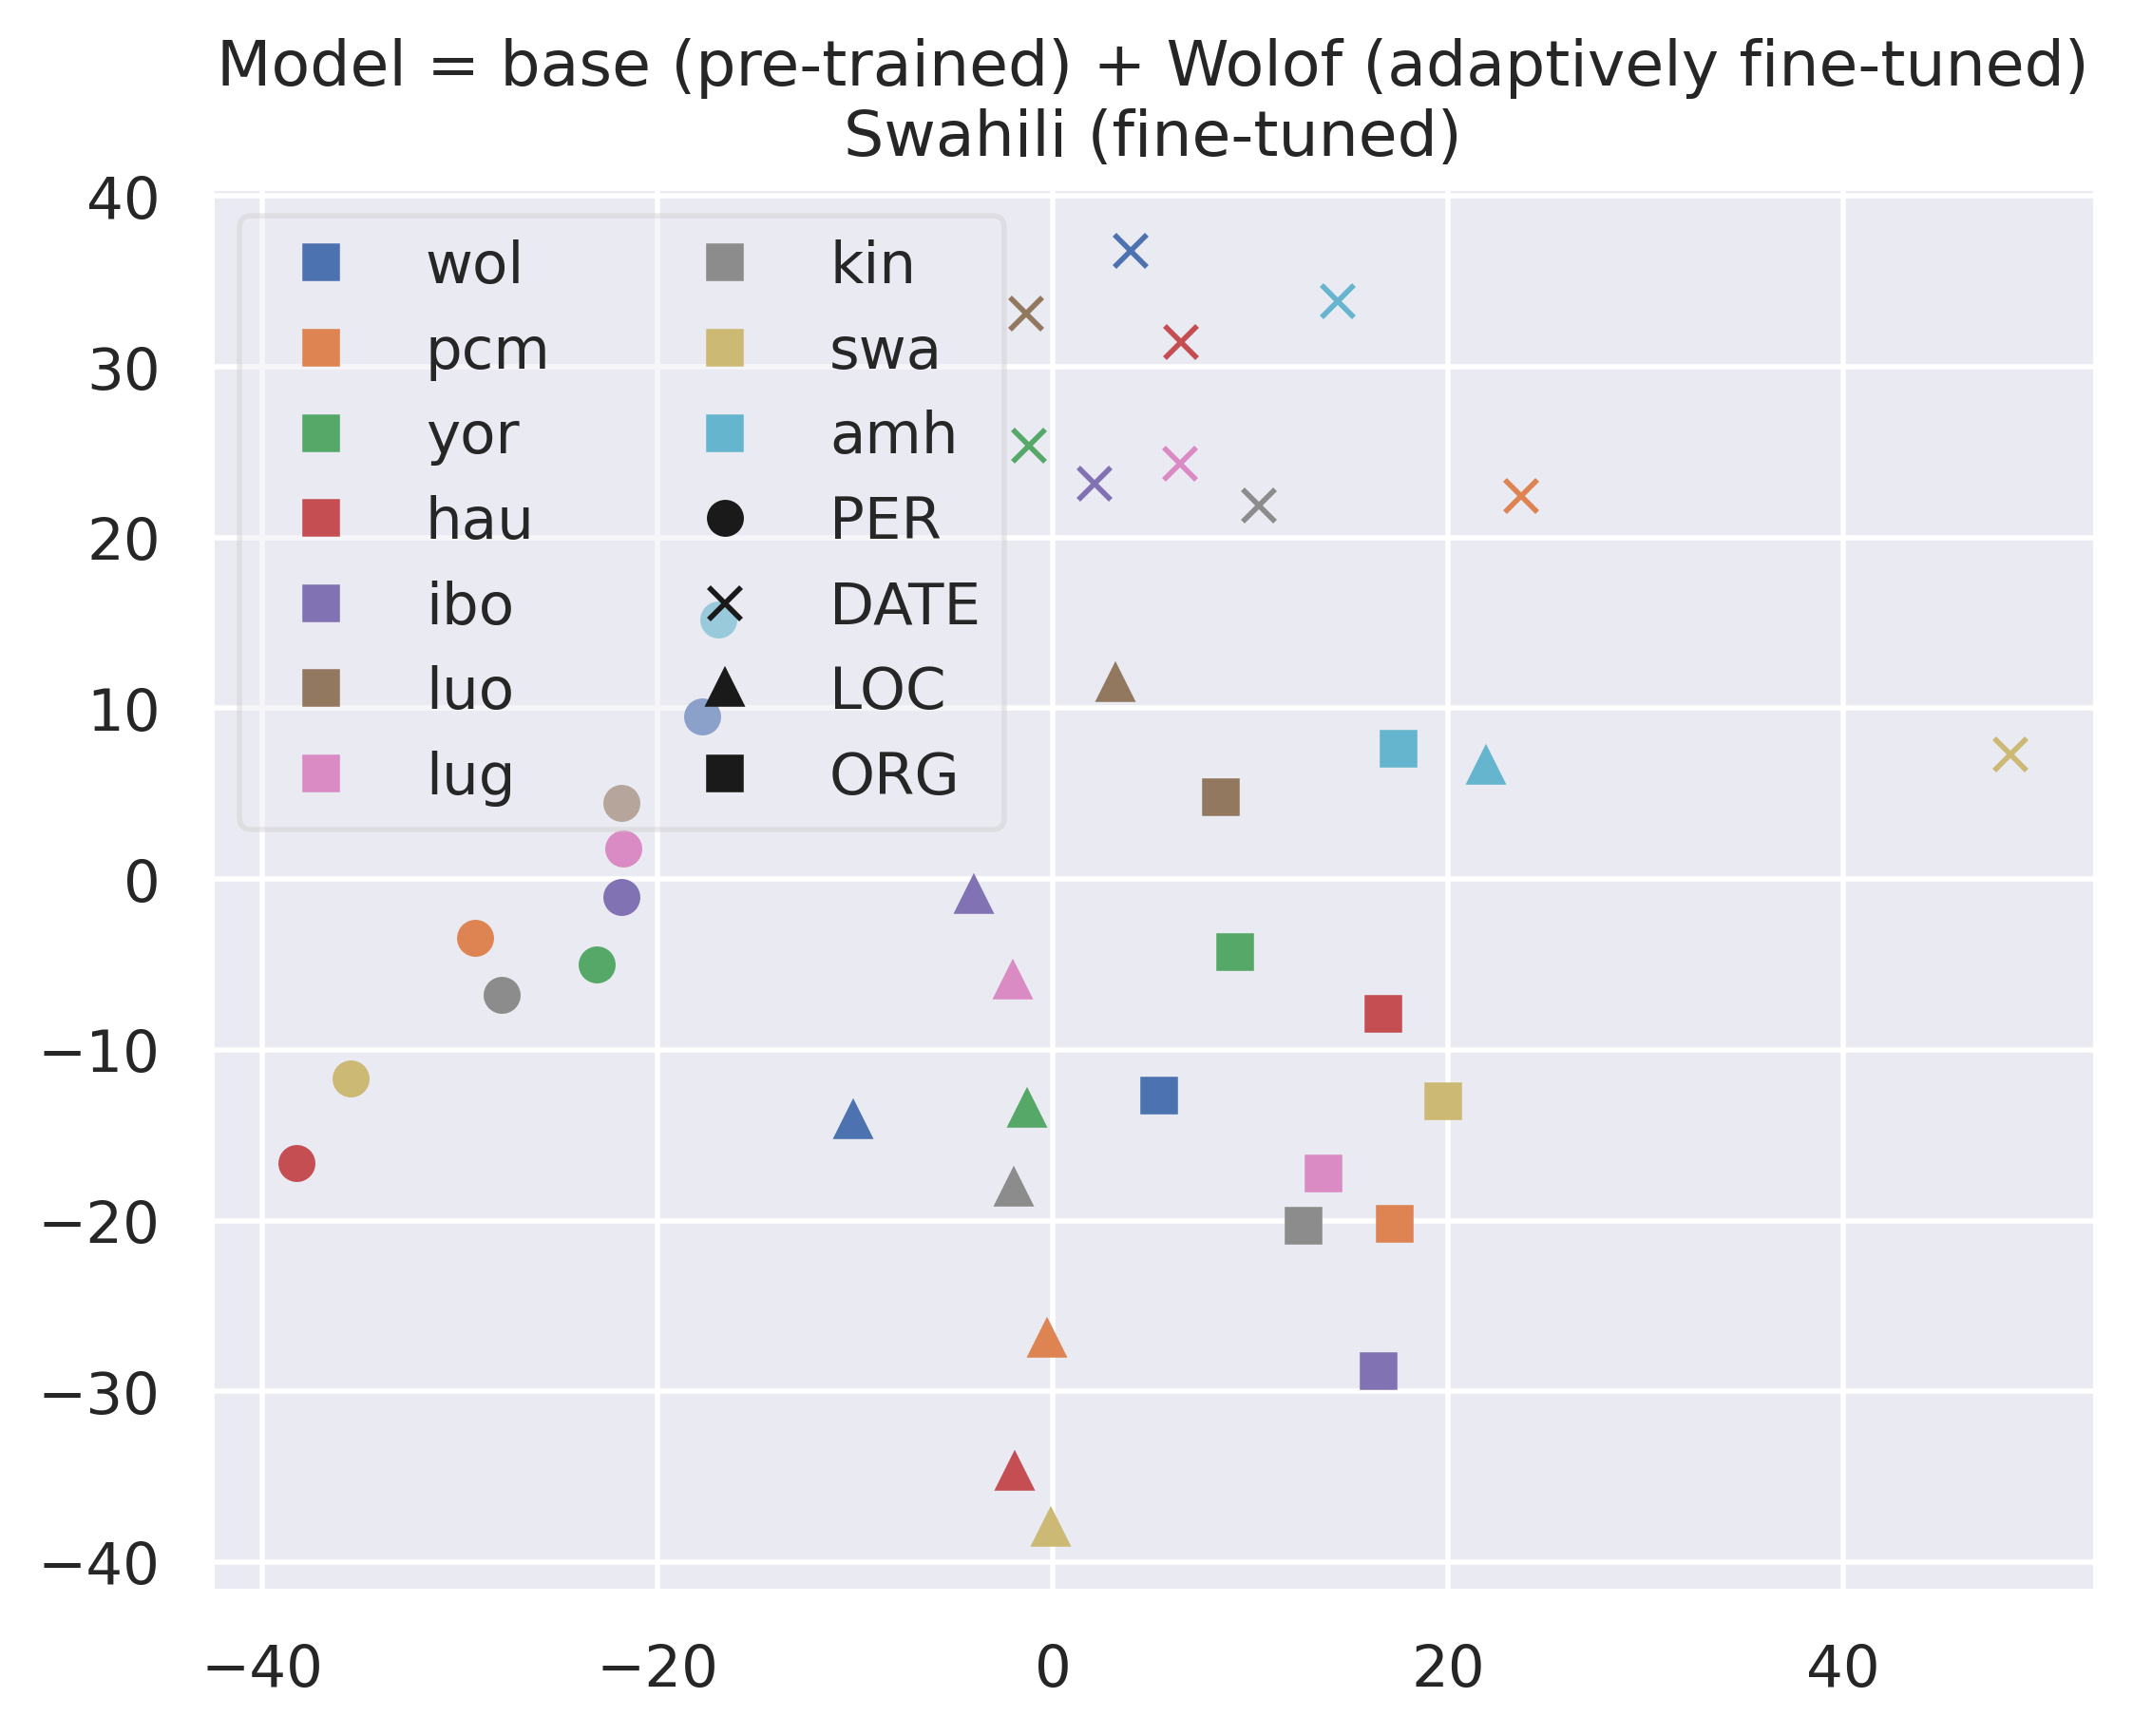 Model = base (pre-trained) + Wolof (adaptively fine-tuned)
Swahili (fine-tuned)
40
30
20
10
0
−10
−20
−30
−40
wol
pcm
yor
hau
ibo
luo
lug
kin
swa
amh
PER
DATE
LOC
ORG
−40
−20
0
20
40